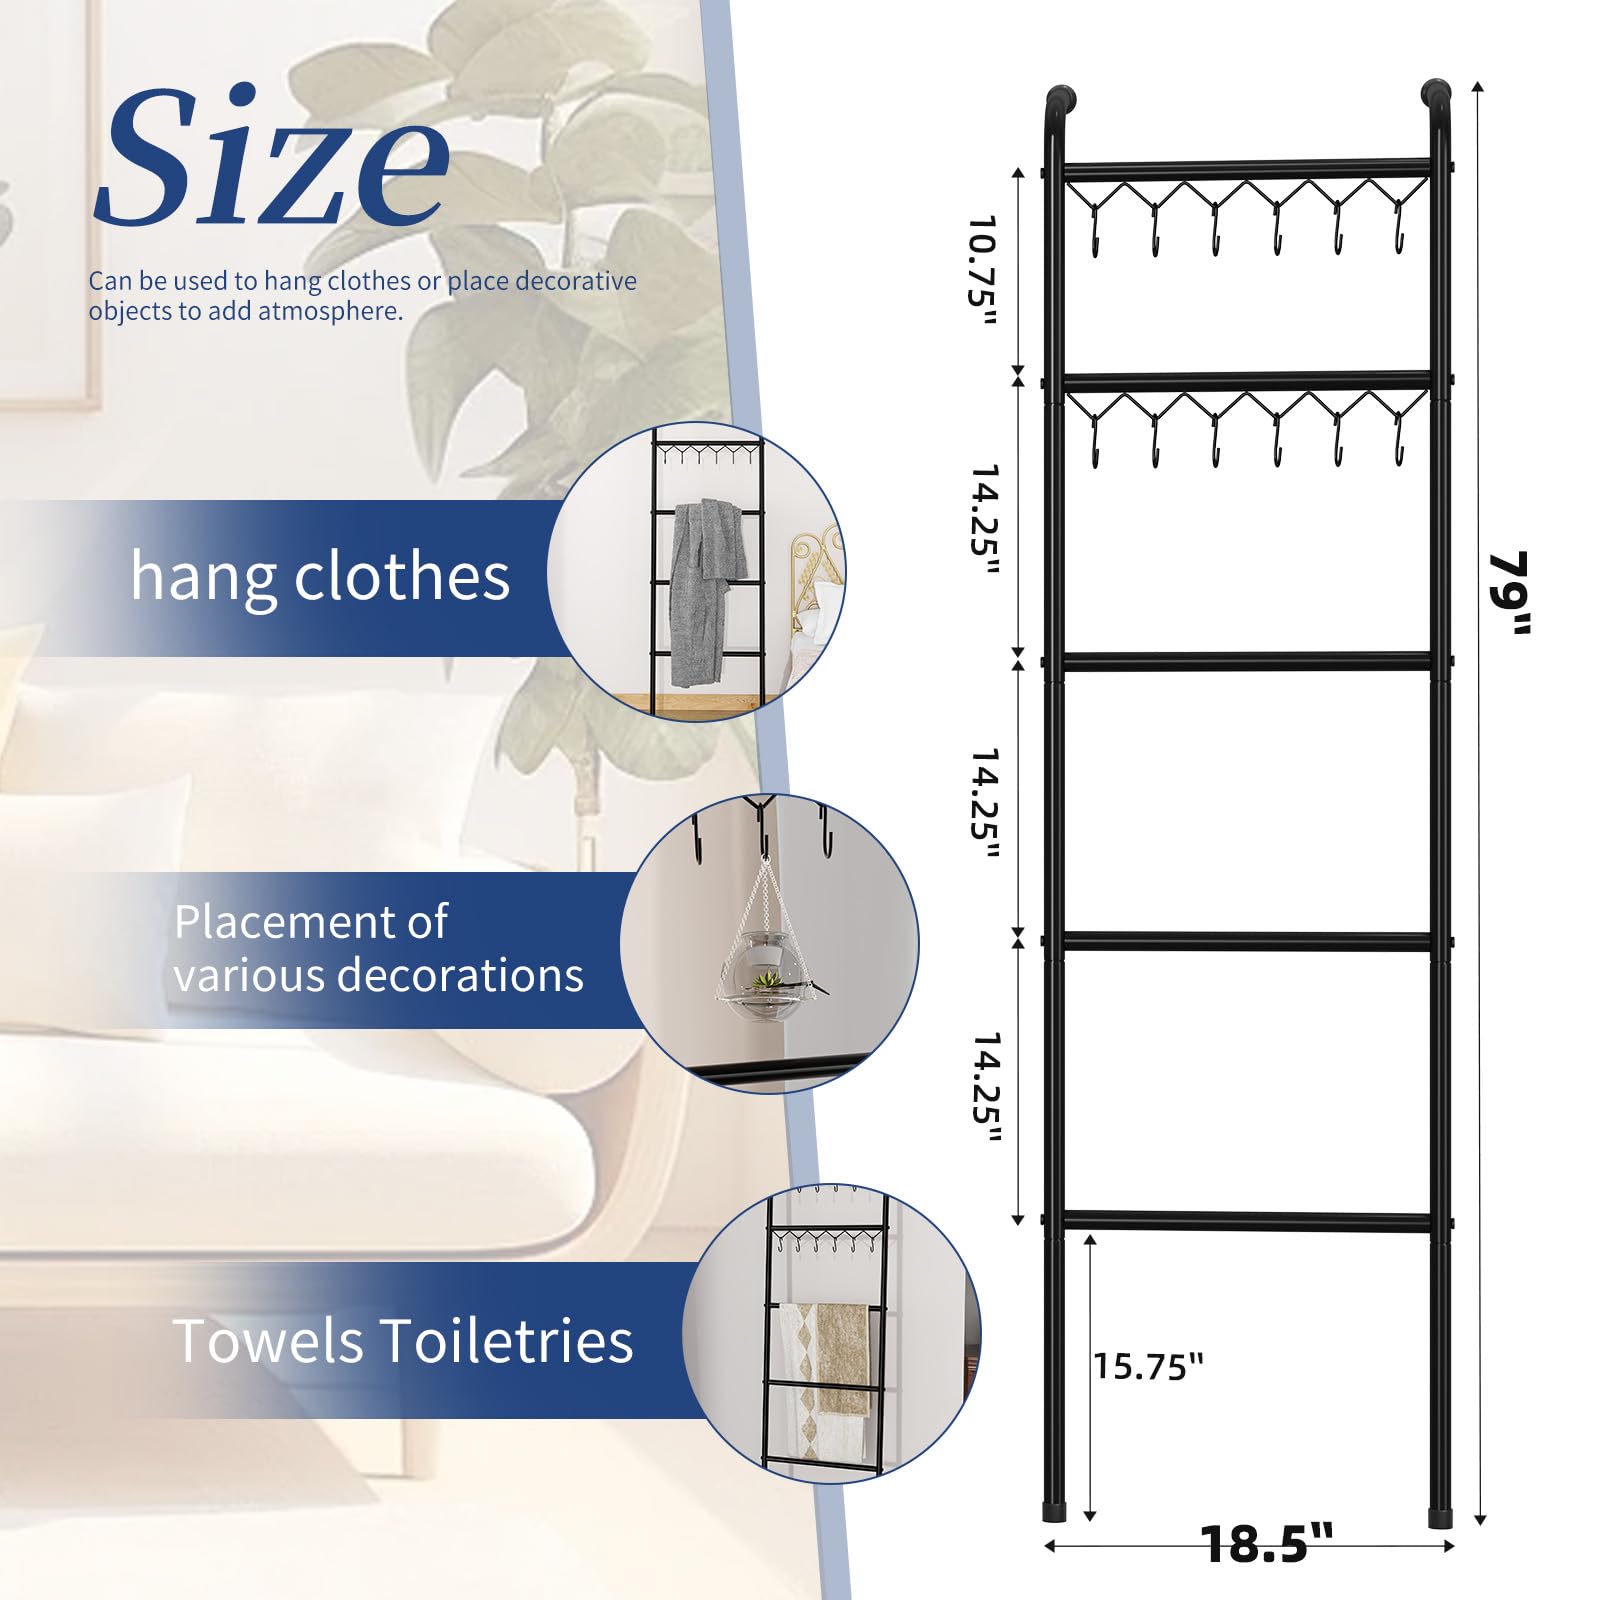 Size
Can be used to hang clothes or place decorative
objects to add atmosphere.
hang clothes
Placement of
various decorations
Towels Toiletries
10.75"
14.25"
14.25"
14.25"
15.75"
79"
18.5"